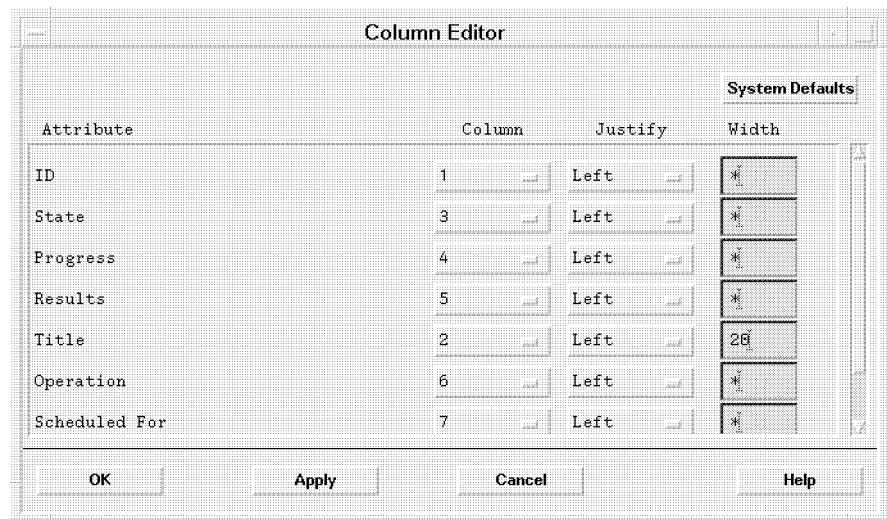 Column Editor
System Defaults
Attribute Column Justify Width
ID 1 Left *
State 3 Left *
Progress 4 Left *
Results 5 Left *
Title 2 Left 20
Operation 6 Left *
Scheduled For 7 Left *
OK Apply Cancel Help